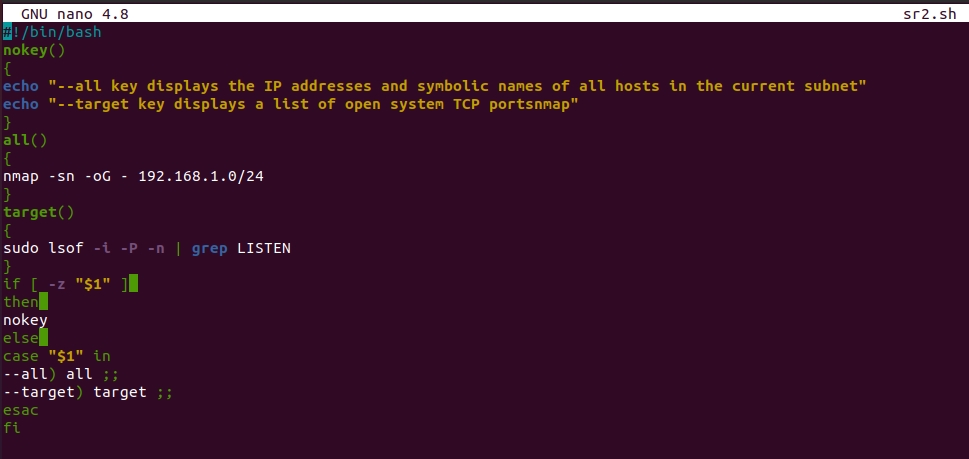 GNU nano 4.8 sr2.sh
#!/bin/bash
nokey()
{
echo "--all key displays the IP addresses and symbolic names of all hosts in the current subnet"
echo "--target key displays a list of open system TCP portsnmap"
}
all()
{
nmap -sn -oG - 192.168.1.0/24
}
target()
{
sudo lsof -i -P -n | grep LISTEN
}
if [ -z "$1" ]
then
nokey
else
case "$1" in
--all) all ;;
--target) target ;;
esac
fi